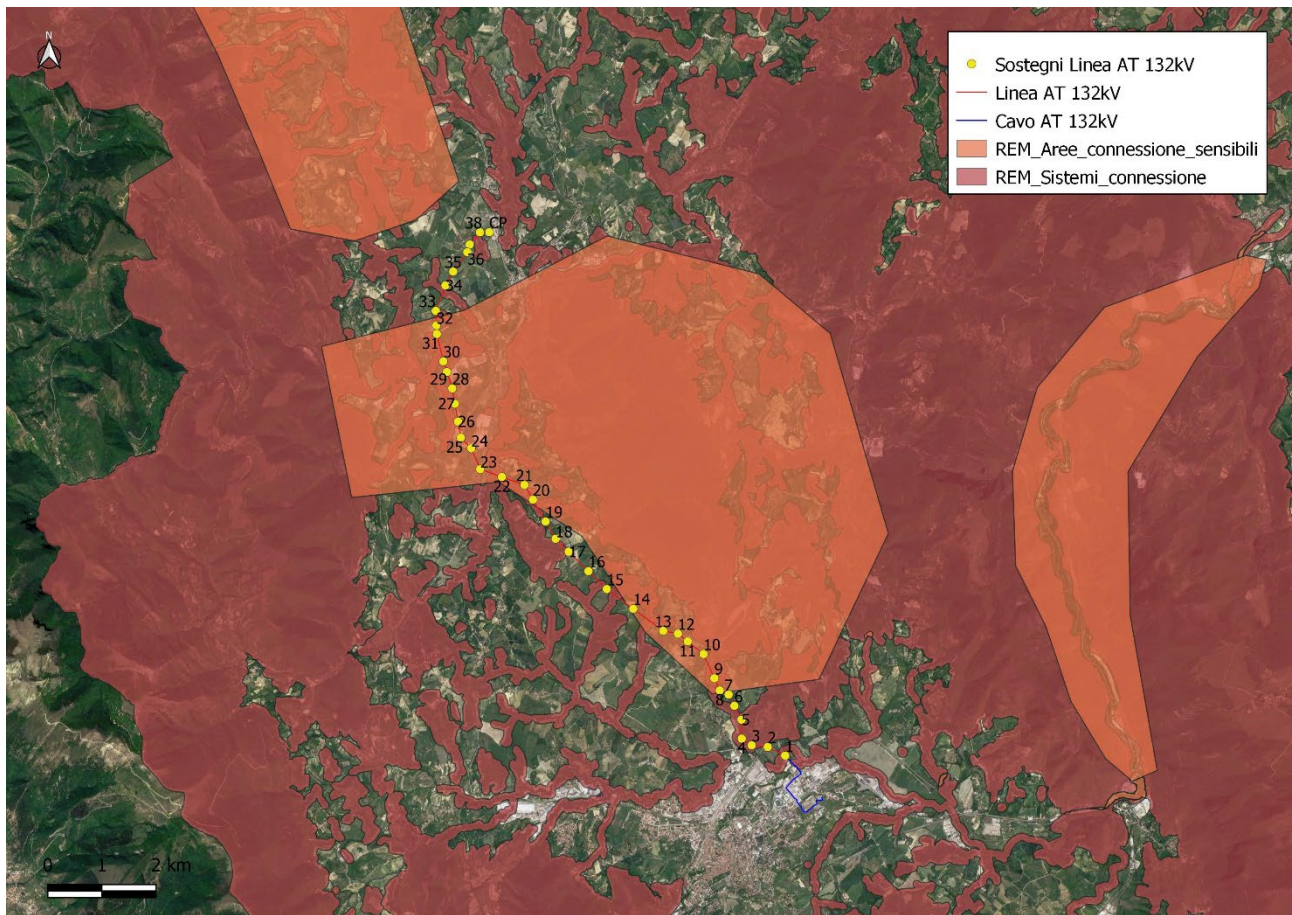 N
Sostegni Linea AT 132kV
Linea AT 132kV
Cavo AT 132kV
REM_Aree_connessione_sensibili
REM_Sistemi_connessione
38 CP
36
35
34
33
32
31
30
29 28
27
26
25 24
23
22 21
20
19
18
17
16
15
14
13 12
11 10
9
8 7
6
5
4 3 2 1
0 1 2 km